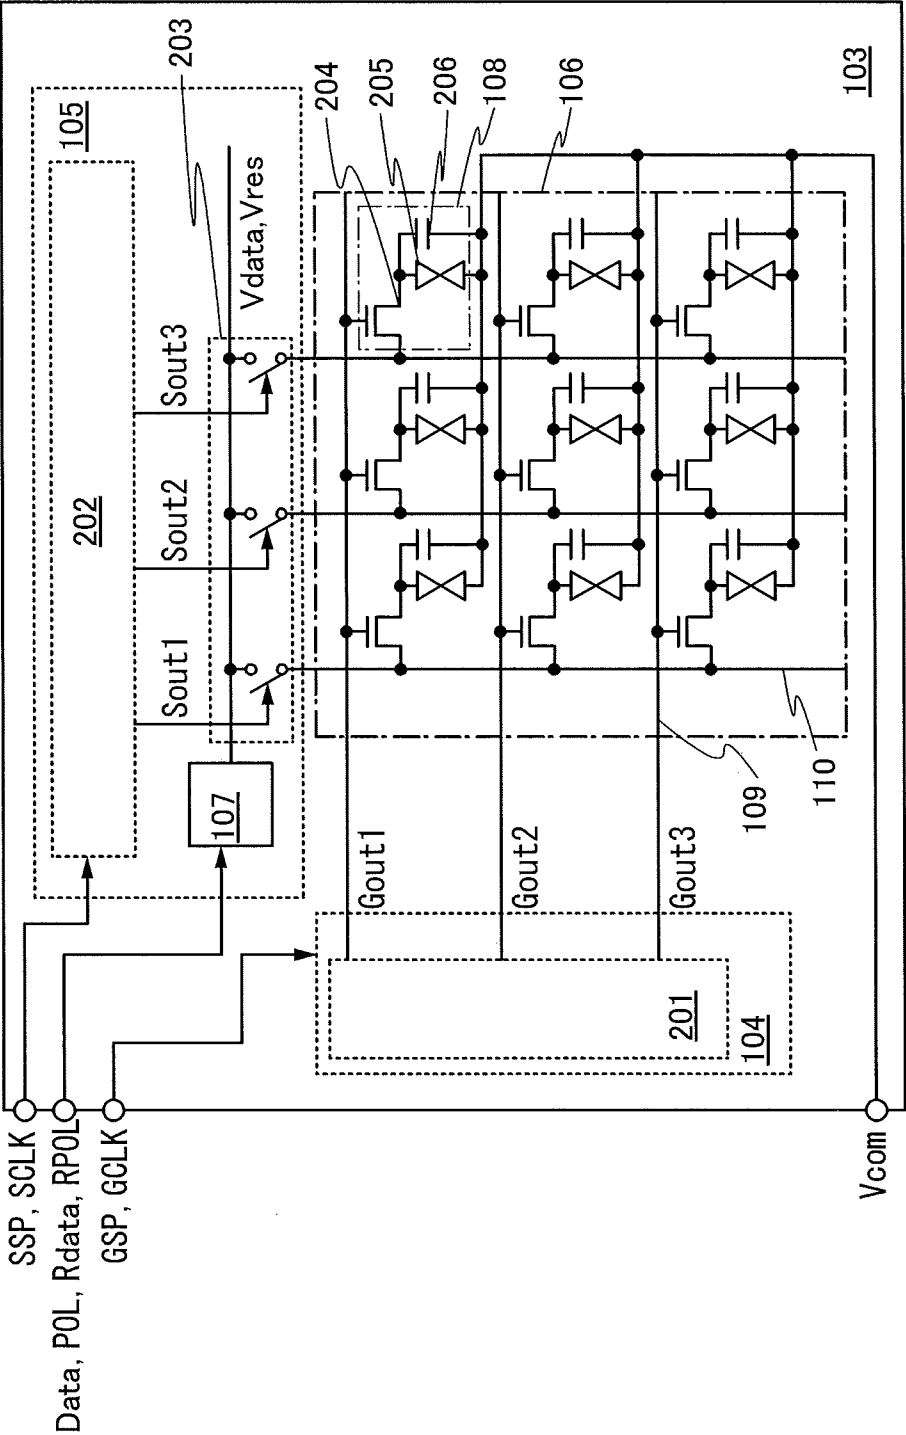 SSP, SCLK
Data, POL, Rdata, RPOL
GSP, GCLK
Vcom
105
202
203
Sout1
Sout2
Sout3
107
Vdata, Vres
204
205
206
108
106
103
Gout1
Gout2
Gout3
201
104
109
110